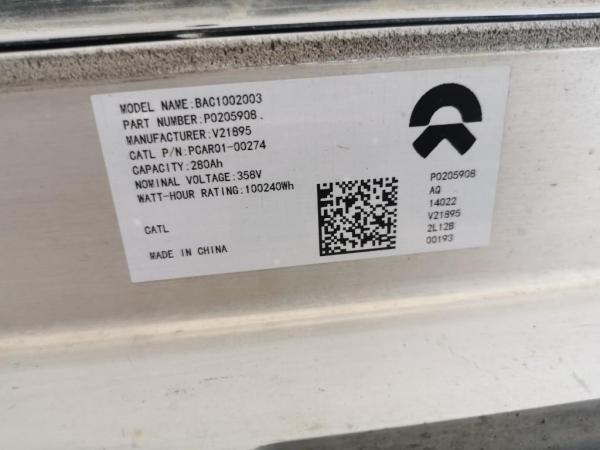 MODEL NAME:BAC1002003
PART NUMBER:P0205908.
MANUFACTURER:V21895
CATL P/N:PCAR01-00274
CAPACITY:280Ah
NOMINAL VOLTAGE:358V
WATT-HOUR RATING:100240Wh
CATL
MADE IN CHINA
P0205908
AQ
14022
V21895
2L12B
00193